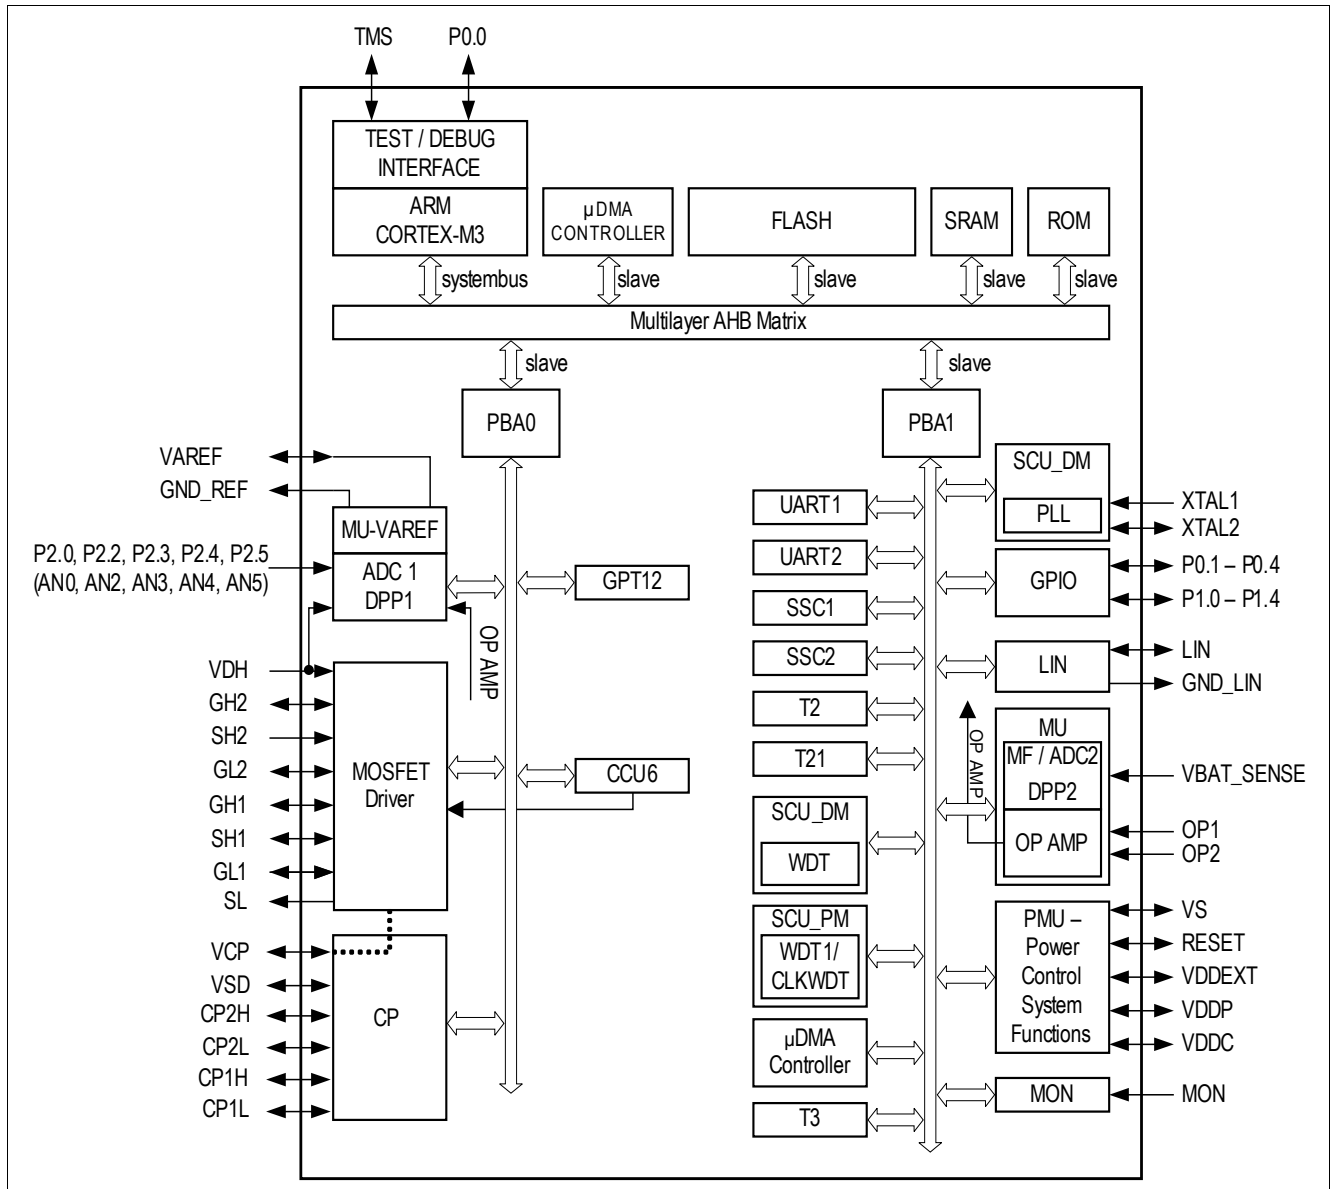 TMS
P0.0
TEST / DEBUG
INTERFACE
ARM
CORTEX-M3
µDMA
CONTROLLER
FLASH
SRAM
ROM
systembus
slave
slave
slave
slave
Multilayer AHB Matrix
slave
slave
PBA0
PBA1
VAREF
GND_REF
MU-VAREF
P2.0, P2.2, P2.3, P2.4, P2.5
(AN0, AN2, AN3, AN4, AN5)
ADC 1
DPP1
GPT12
OP AMP
VDH
GH2
SH2
GL2
GH1
SH1
GL1
SL
MOSFET
Driver
CCU6
VCP
VSD
CP2H
CP2L
CP1H
CP1L
CP
UART1
UART2
SSC1
SSC2
T2
T21
SCU_DM
WDT
SCU_PM
WDT1/
CLKWDT
µDMA
Controller
T3
SCU_DM
PLL
XTAL1
XTAL2
GPIO
P0.1 – P0.4
P1.0 – P1.4
LIN
LIN
GND_LIN
OP AMP
MU
MF / ADC2
DPP2
OP AMP
VBAT_SENSE
OP1
OP2
PMU –
Power
Control
System
Functions
VS
RESET
VDDEXT
VDDP
VDDC
MON
MON